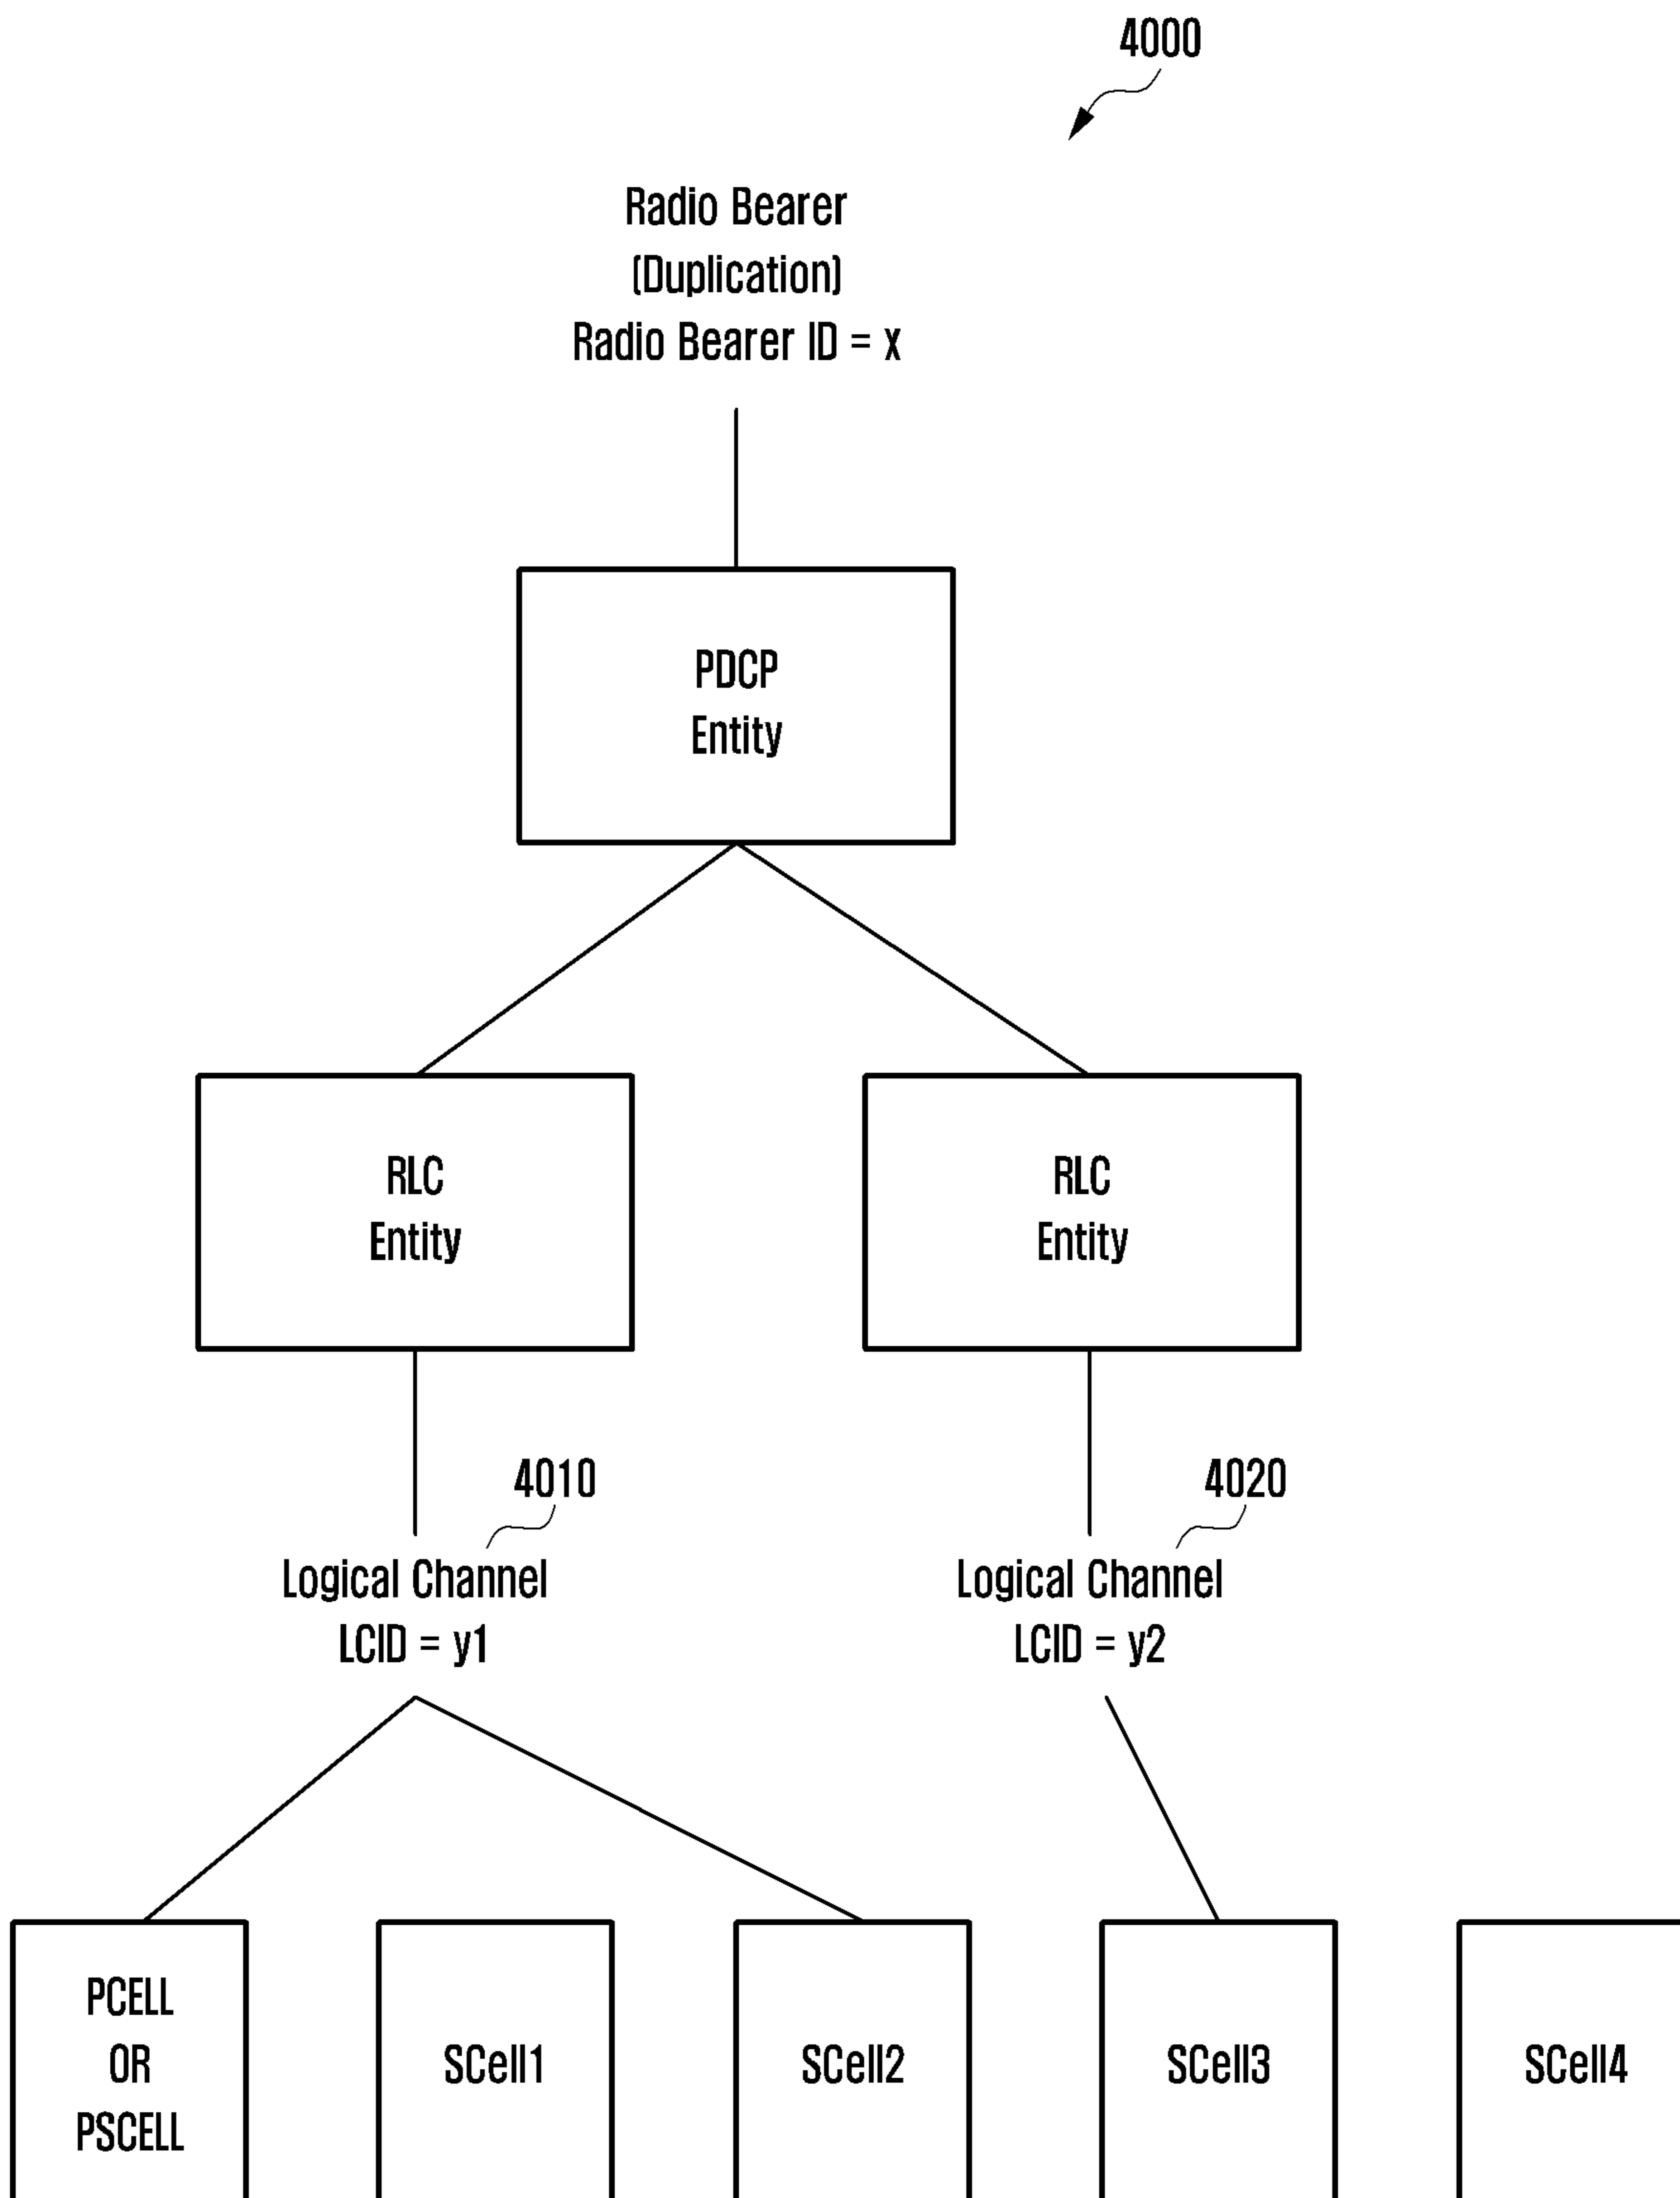 4000
Radio Bearer
(Duplication)
Radio Bearer ID = x
PDCP
Entity
RLC
Entity
RLC
Entity
4010
4020
Logical Channel
LCID = y1
Logical Channel
LCID = y2
PCELL
OR
PSCELL
SCell1
SCell2
SCell3
SCell4